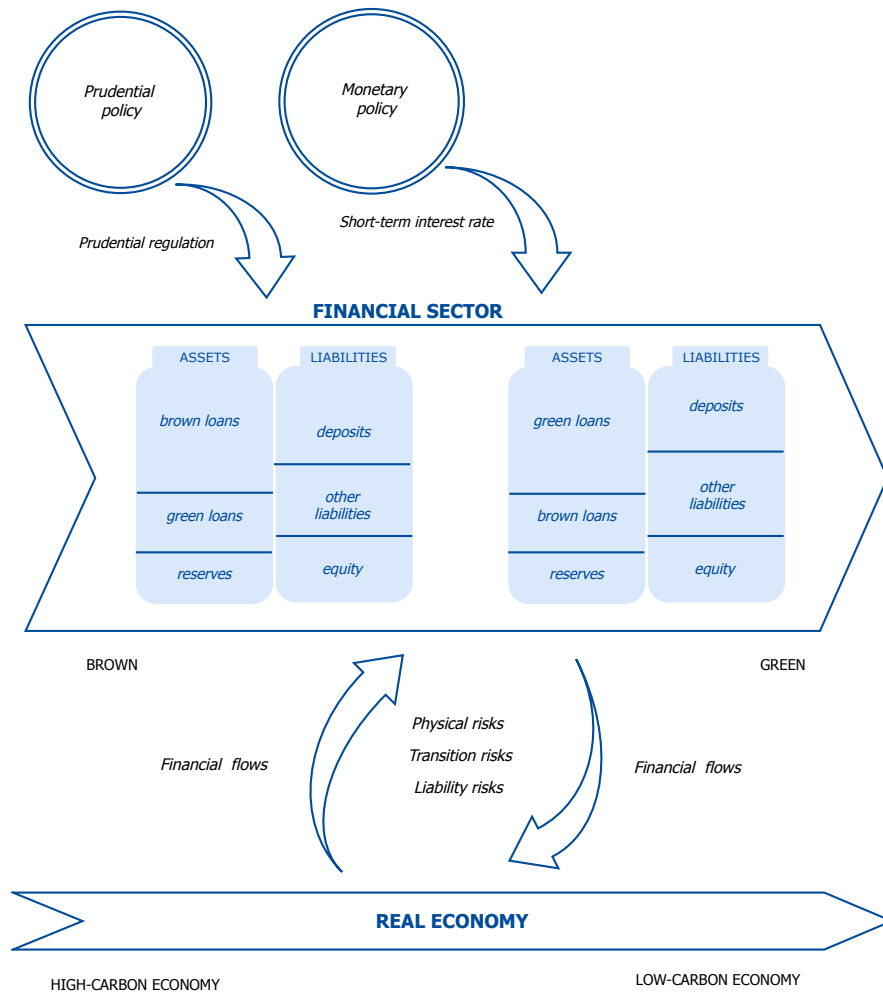 Prudential
policy
Monetary
policy
Prudential regulation
Short-term interest rate
FINANCIAL SECTOR
ASSETS
LIABILITIES
brown loans
deposits
green loans
other
liabilities
reserves
equity
ASSETS
LIABILITIES
green loans
deposits
brown loans
other
liabilities
reserves
equity
BROWN
GREEN
Financial flows
Physical risks
Transition risks
Liability risks
Financial flows
REAL ECONOMY
HIGH-CARBON ECONOMY
LOW-CARBON ECONOMY